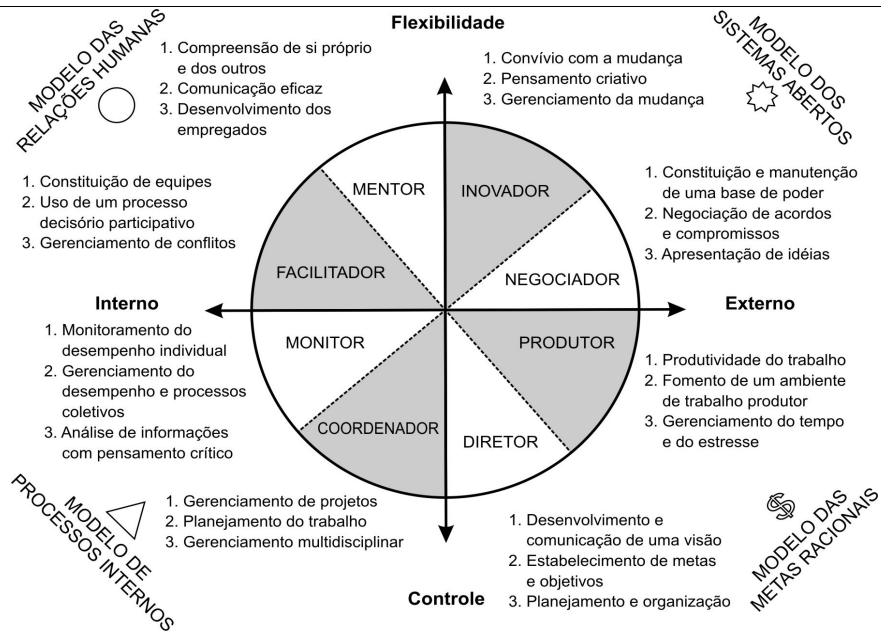 Flexibilidade
MODELO DAS
RELAÇÕES HUMANAS
1. Compreensão de si próprio
e dos outros
2. Comunicação eficaz
3. Desenvolvimento dos
empregados
1. Convívio com a mudança
2. Pensamento criativo
3. Gerenciamento da mudança
MODELO DOS
SISTEMAS ABERTOS
1. Constituição de equipes
2. Uso de um processo
decisório participativo
3. Gerenciamento de conflitos
MENTOR
INOVADOR
1. Constituição e manutenção
de uma base de poder
2. Negociação de acordos
e compromissos
3. Apresentação de idéias
FACILITADOR
NEGOCIADOR
Interno
Externo
1. Monitoramento do
desempenho individual
2. Gerenciamento do
desempenho e processos
coletivos
3. Análise de informações
com pensamento crítico
MONITOR
PRODUTOR
1. Produtividade do trabalho
2. Fomento de um ambiente
de trabalho produtor
3. Gerenciamento do tempo
e do estresse
COORDENADOR
DIRETOR
MODELO DE
PROCESSOS INTERNOS
1. Gerenciamento de projetos
2. Planejamento do trabalho
3. Gerenciamento multidisciplinar
1. Desenvolvimento e
comunicação de uma visão
2. Estabelecimento de metas
e objetivos
3. Planejamento e organização
$
MODELO DAS
METAS RACIONAIS
Controle